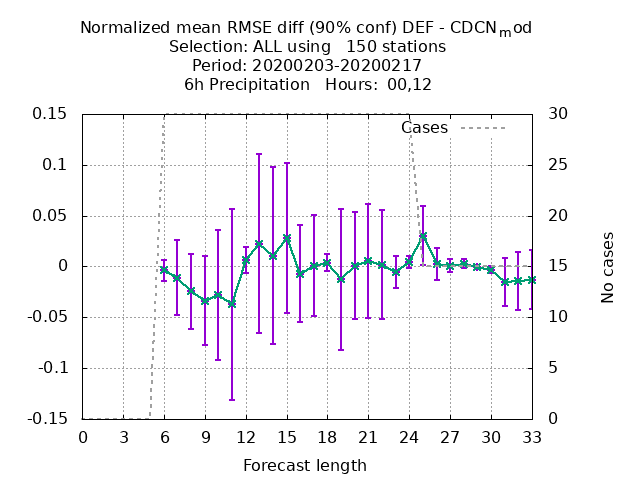 Normalized mean RMSE diff (90% conf) DEF - CDCNmod
Selection: ALL using   150 stations
Period: 20200203-20200217
6h Precipitation   Hours:  00,12
0.15
0.1
0.05
0
-0.05
-0.1
-0.15
30
25
20
15
10
5
0
Cases
No cases
0 3 6 9 12 15 18 21 24 27 30 33
Forecast length